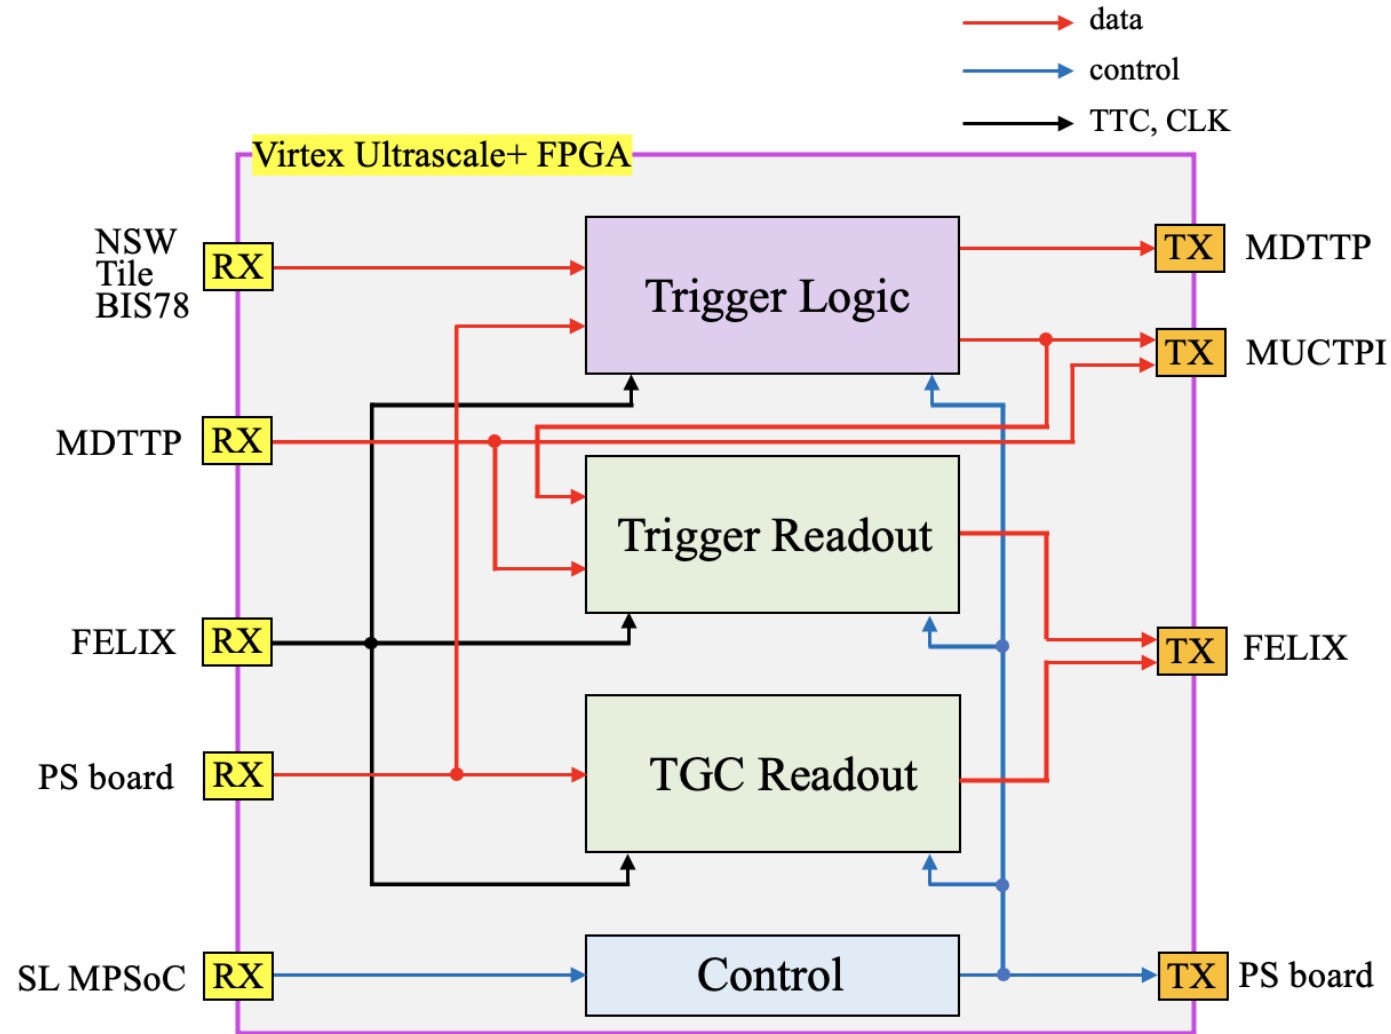 data
control
TTC, CLK
Virtex Ultrascale+ FPGA
NSW
Tile
BIS78
RX
Trigger Logic
TX
MDTTP
TX
MUCTPI
MDTTP
RX
Trigger Readout
FELIX
RX
TX
FELIX
PS board
RX
TGC Readout
SL MPSoC
RX
Control
TX
PS board